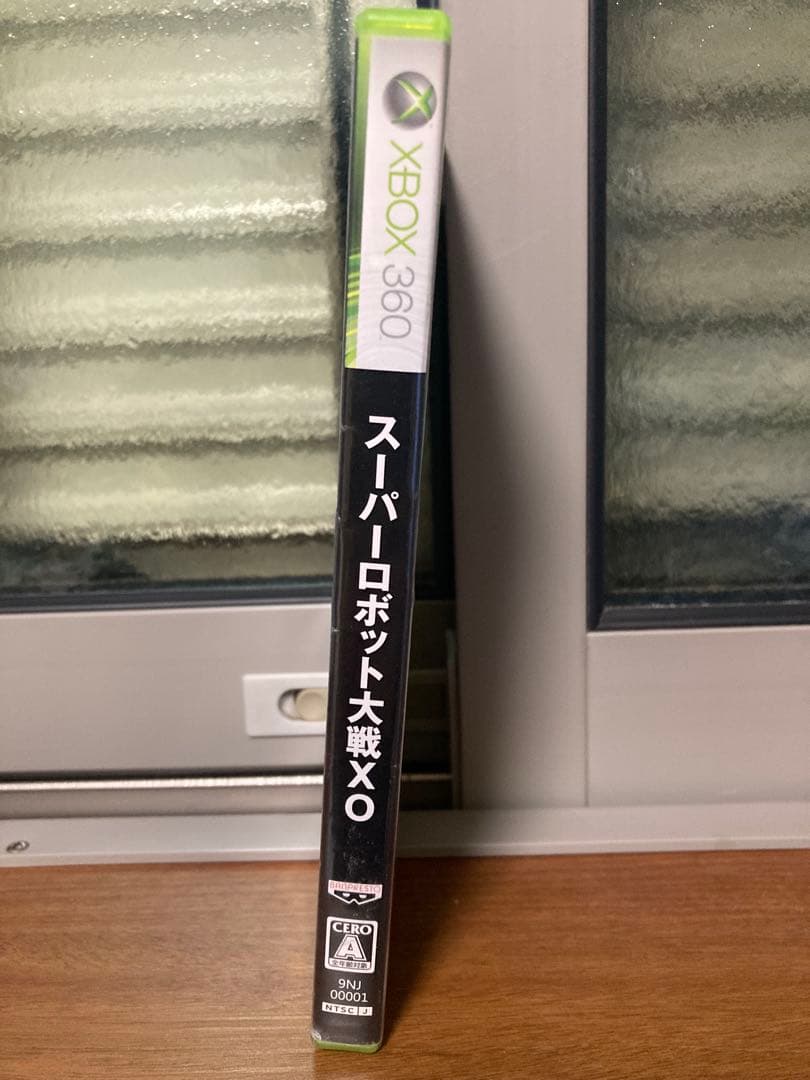 XBOX 360
スーパーロボット大戦XO
BANPRESTO
CERO
A
全年齢対象
9NJ
00001
NTSC J